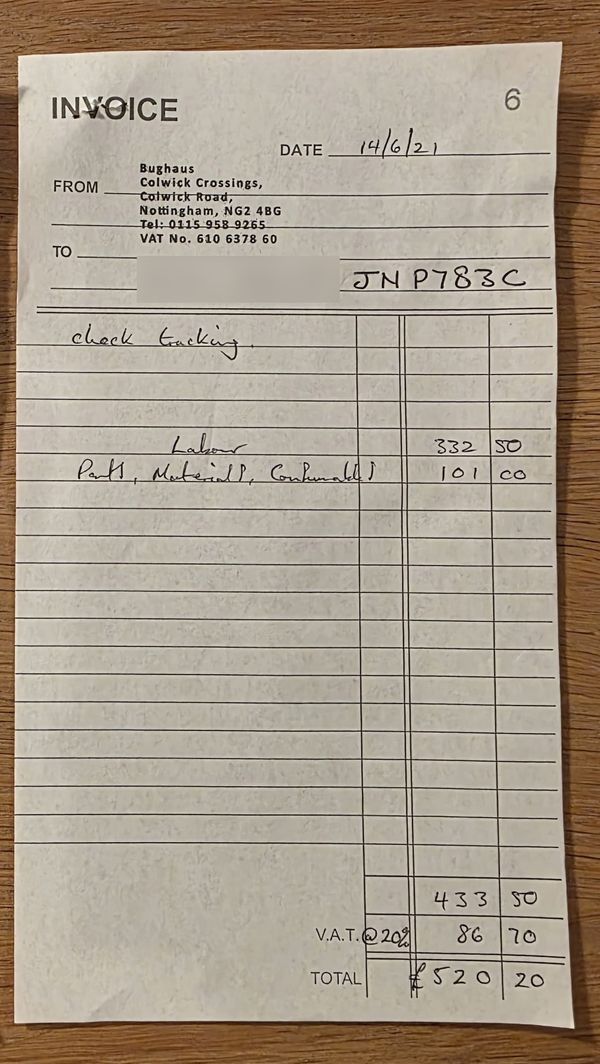 INVOICE 6
DATE 14/6/21
FROM
Bughaus
Colwick Crossings,
Colwick Road,
Nottingham, NG2 4BG
Tel: 0115 958 9265
VAT No. 610 6378 60
TO
JNP783C
check tracking.
Labour 332 50
Parts, Materials, Consumables 101 00
433 50
V.A.T. @20% 86 70
TOTAL £520 20